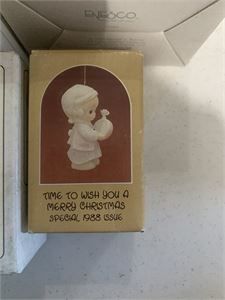 ENESCO
TIME TO WISH YOU A
MERRY CHRISTMAS
SPECIAL 1988 ISSUE